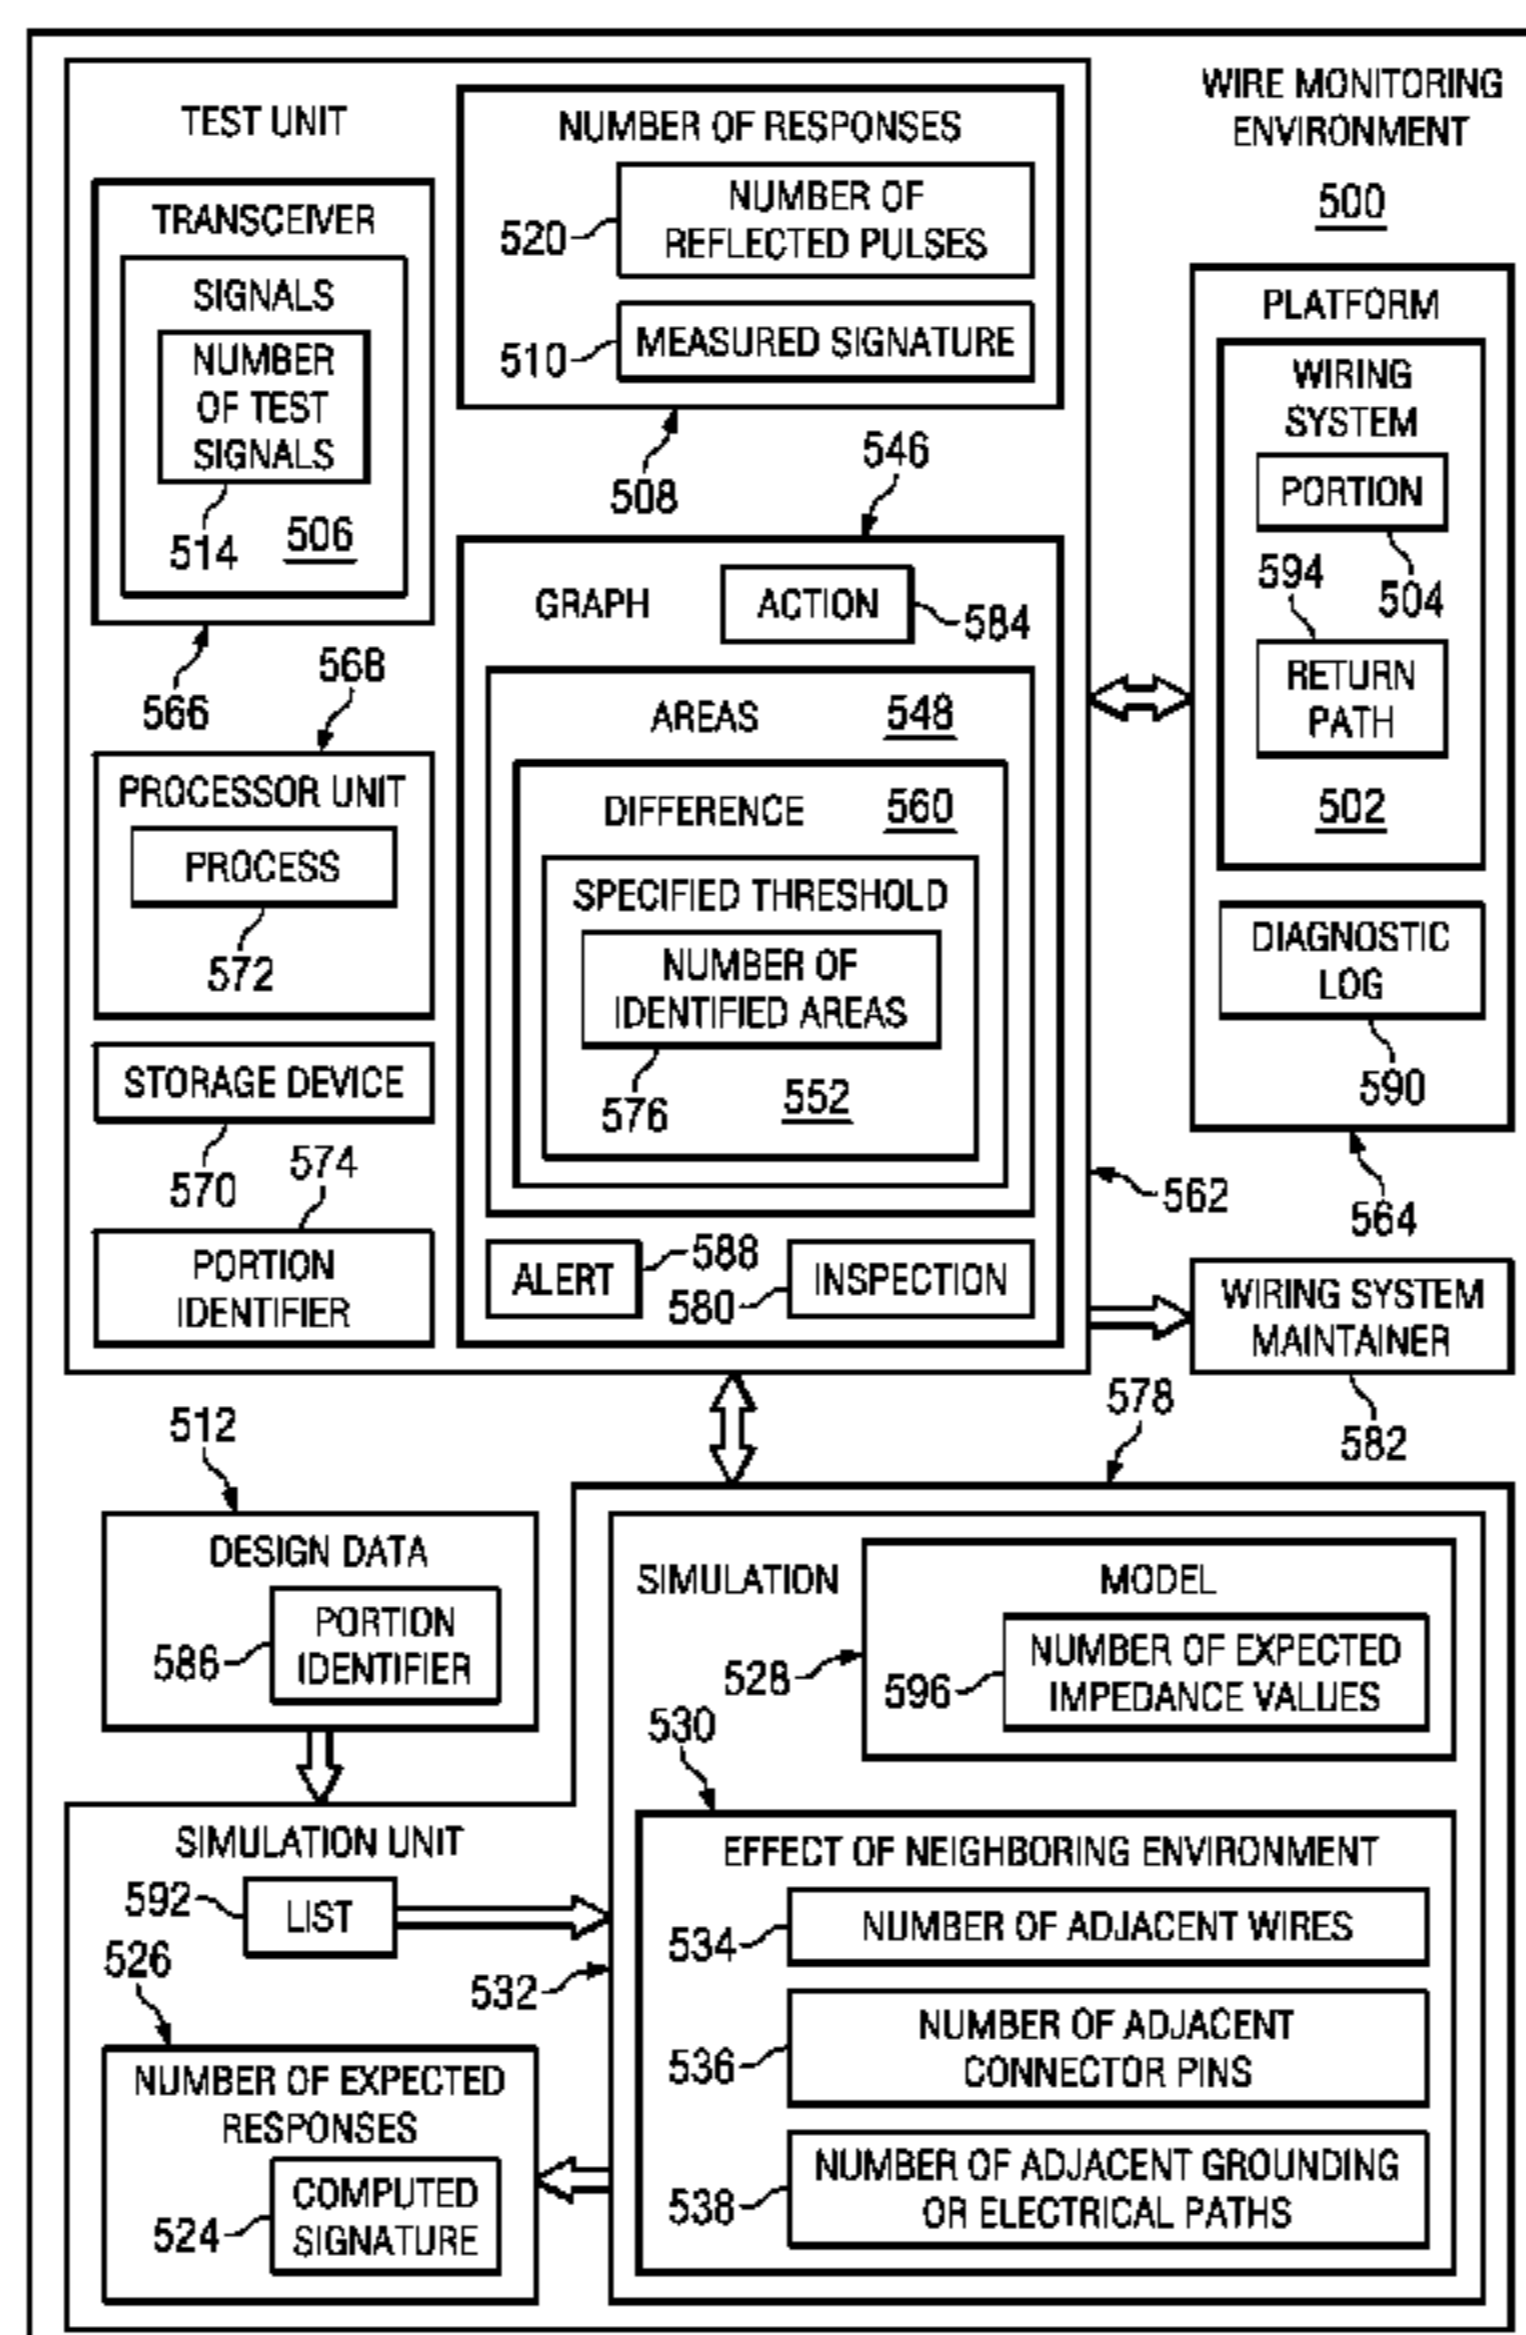 WIRE MONITORING
ENVIRONMENT
500
TEST UNIT
TRANSCEIVER
SIGNALS
NUMBER
OF TEST
SIGNALS
514
506
566
568
PROCESSOR UNIT
PROCESS
572
STORAGE DEVICE
570
574
PORTION
IDENTIFIER
NUMBER OF RESPONSES
520
NUMBER OF
REFLECTED PULSES
510
MEASURED SIGNATURE
508
546
GRAPH
ACTION
584
AREAS
548
DIFFERENCE
560
SPECIFIED THRESHOLD
NUMBER OF
IDENTIFIED AREAS
576
552
ALERT
588
580
INSPECTION
562
PLATFORM
WIRING
SYSTEM
PORTION
594
504
RETURN
PATH
502
DIAGNOSTIC
LOG
590
564
WIRING SYSTEM
MAINTAINER
582
578
512
DESIGN DATA
586
PORTION
IDENTIFIER
SIMULATION UNIT
592
LIST
526
532
NUMBER OF EXPECTED
RESPONSES
524
COMPUTED
SIGNATURE
SIMULATION
MODEL
528
596
NUMBER OF EXPECTED
IMPEDANCE VALUES
530
EFFECT OF NEIGHBORING ENVIRONMENT
534
NUMBER OF ADJACENT WIRES
536
NUMBER OF ADJACENT
CONNECTOR PINS
538
NUMBER OF ADJACENT GROUNDING
OR ELECTRICAL PATHS